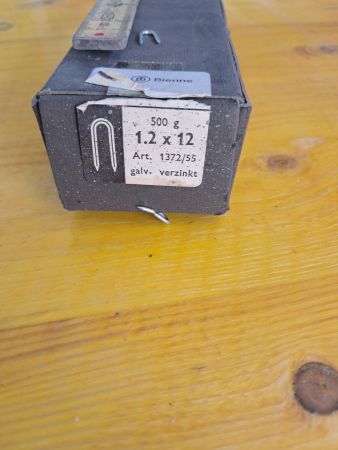 Bienne
500 g
1.2 x 12
Art. 1372/55
galv. verzinkt